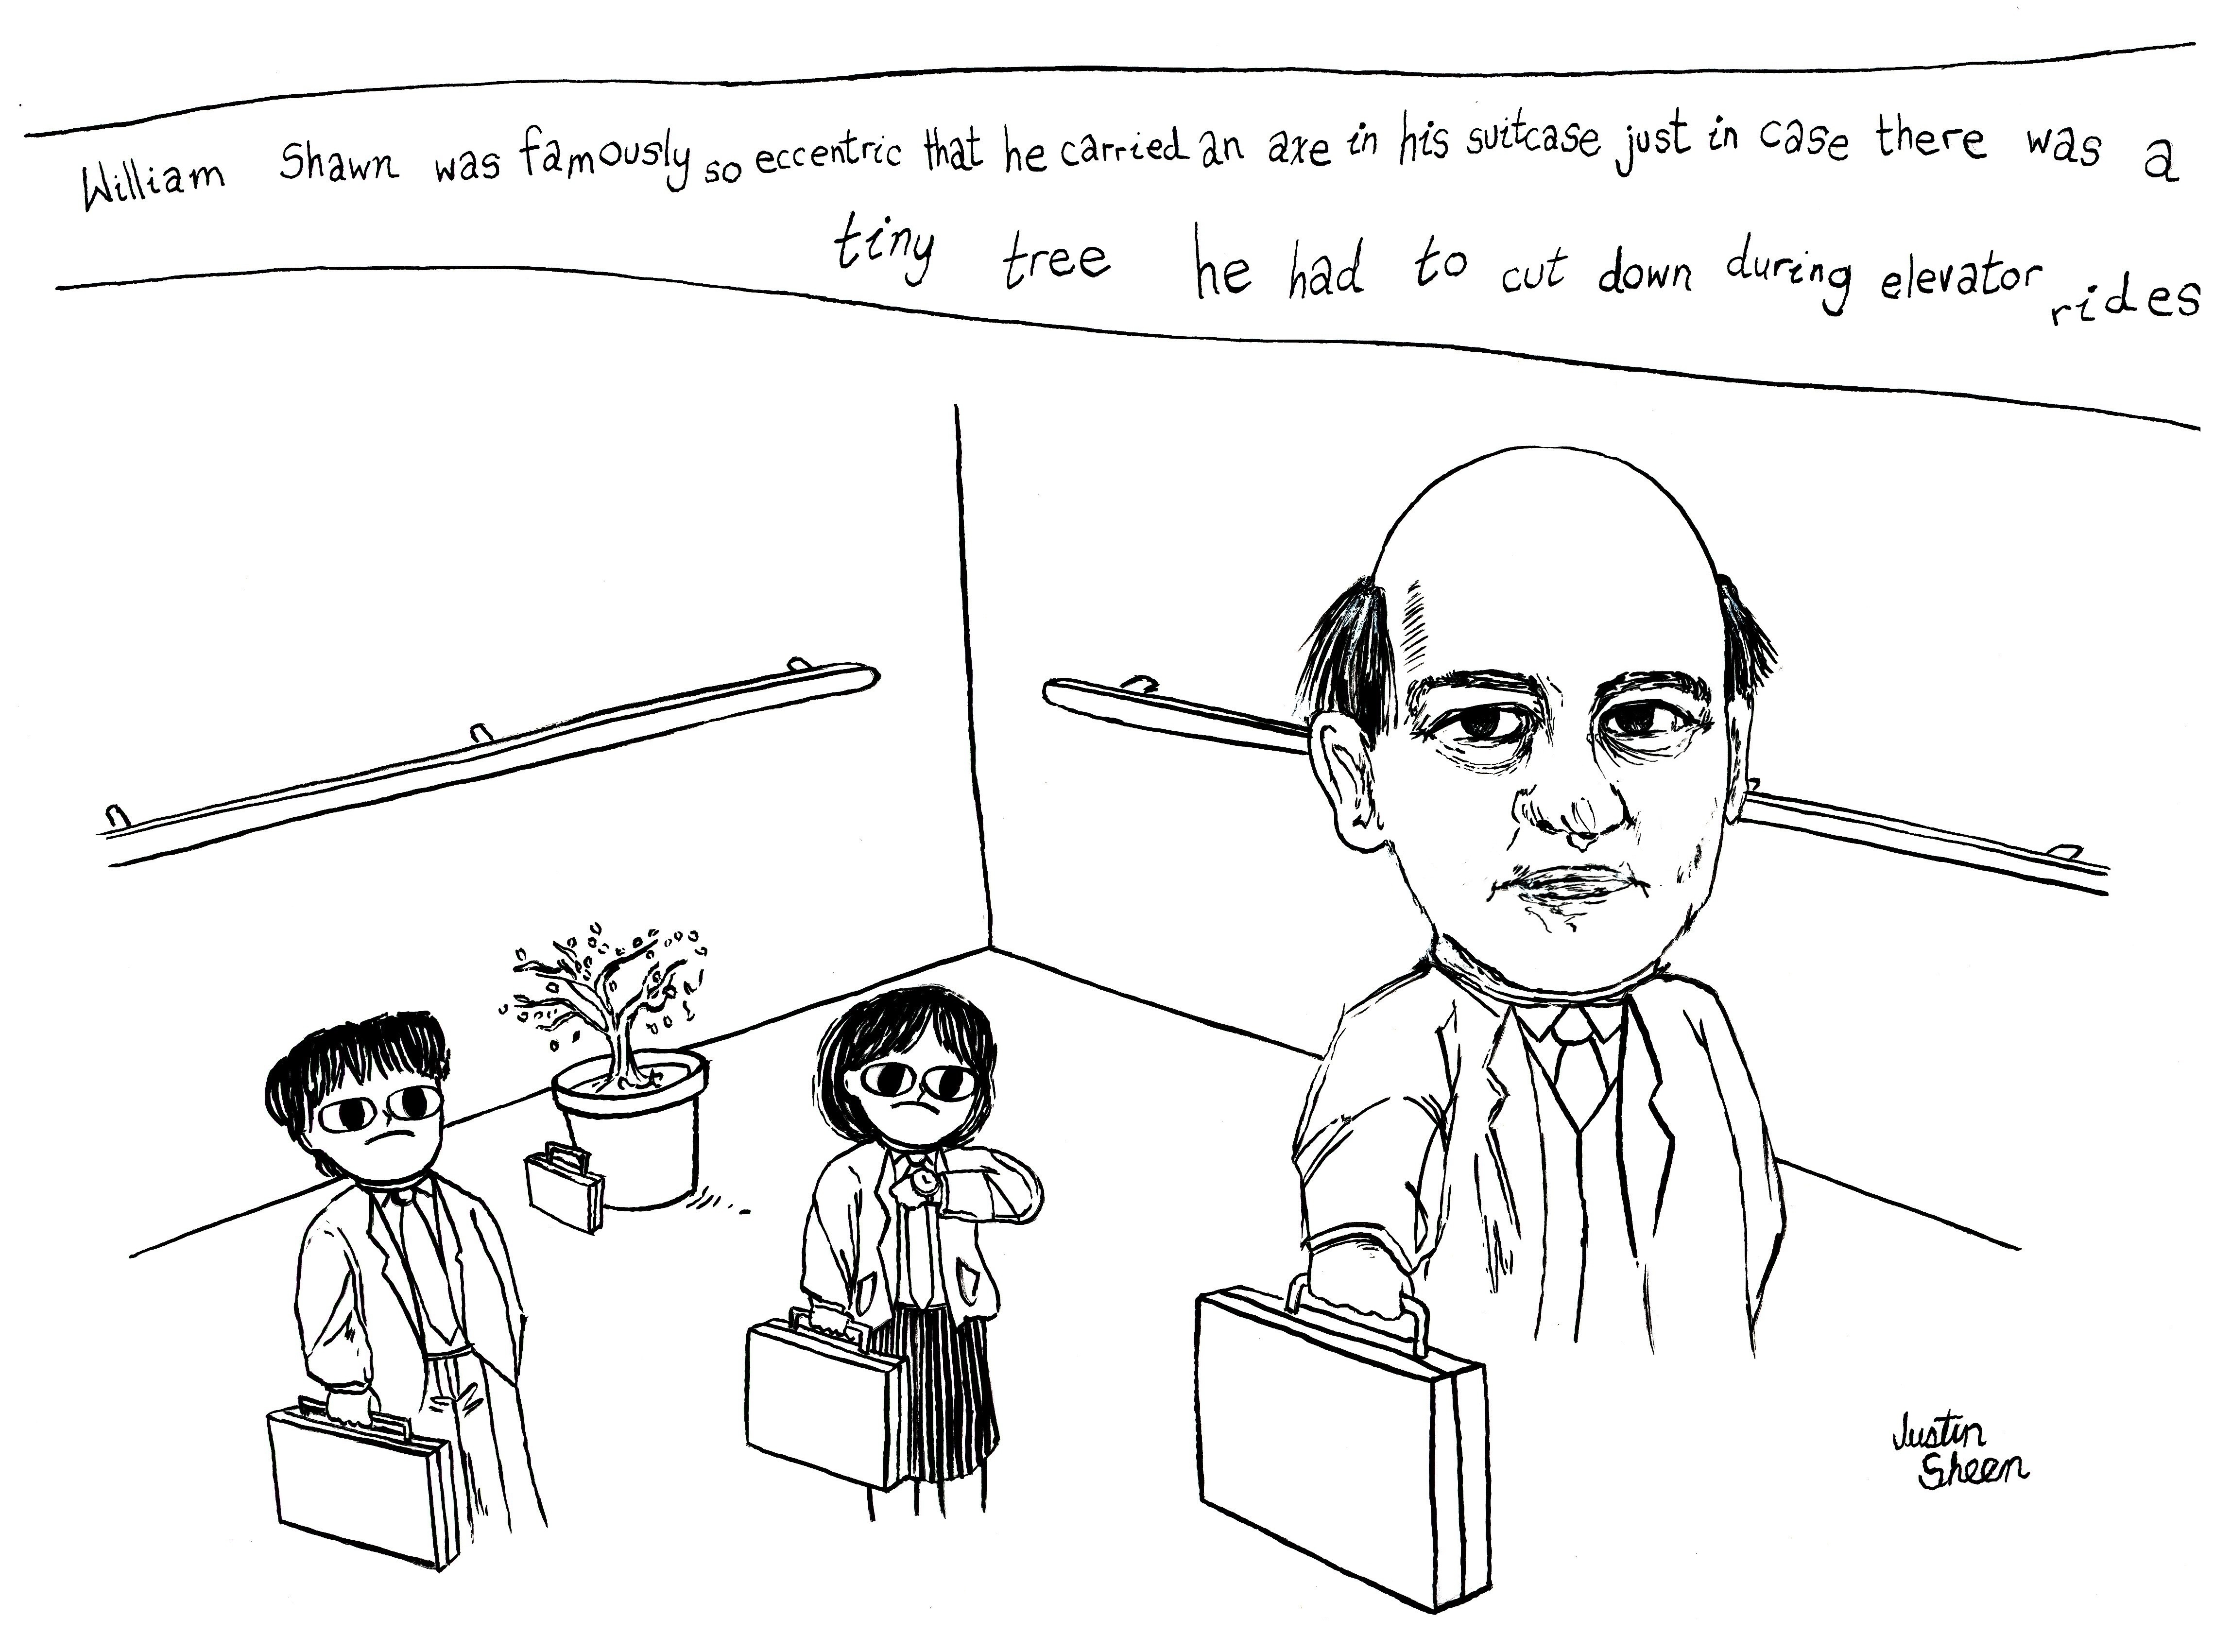 William Shawn was famously so eccentric that he carried an axe in his suitcase just in case there was a
tiny tree he had to cut down during elevator rides
Justin
Sheen